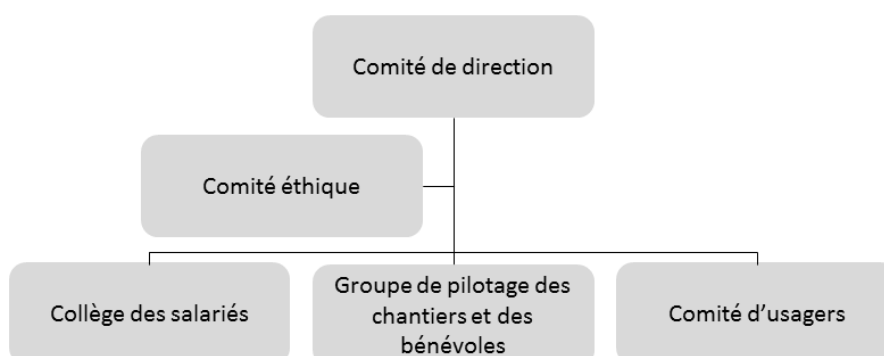 Comité de direction
Comité éthique
Collège des salariés
Groupe de pilotage des
chantiers et des
bénévoles
Comité d’usagers